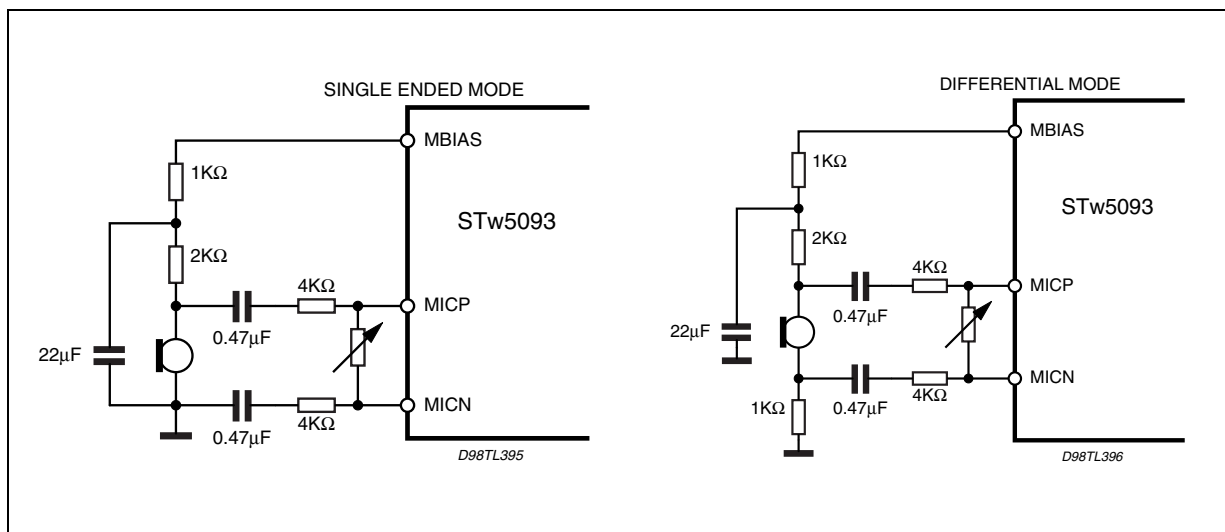 SINGLE ENDED MODE
MBIAS
1KΩ
STw5093
2KΩ
4KΩ
MICP
0.47µF
22µF
MICN
0.47µF
4KΩ
D98TL395
DIFFERENTIAL MODE
MBIAS
1KΩ
STw5093
2KΩ
4KΩ
MICP
0.47µF
22µF
MICN
1KΩ
0.47µF
4KΩ
D98TL396